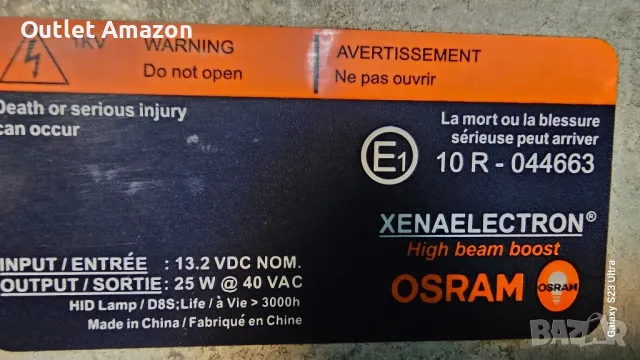 Outlet Amazon
1KV
WARNING
Do not open
AVERTISSEMENT
Ne pas ouvrir
Death or serious injury
can occur
La mort ou la blessure
sérieuse peut arriver
E1
10 R - 044663
XENAELECTRON®
High beam boost
OSRAM
OSRAM
INPUT / ENTRÉE : 13.2 VDC NOM.
OUTPUT / SORTIE : 25 W @ 40 VAC
HID Lamp / D8S; Life / à Vie > 3000h
Made in China / Fabriqué en Chine
Galaxy S23 Ultra
BAZAR